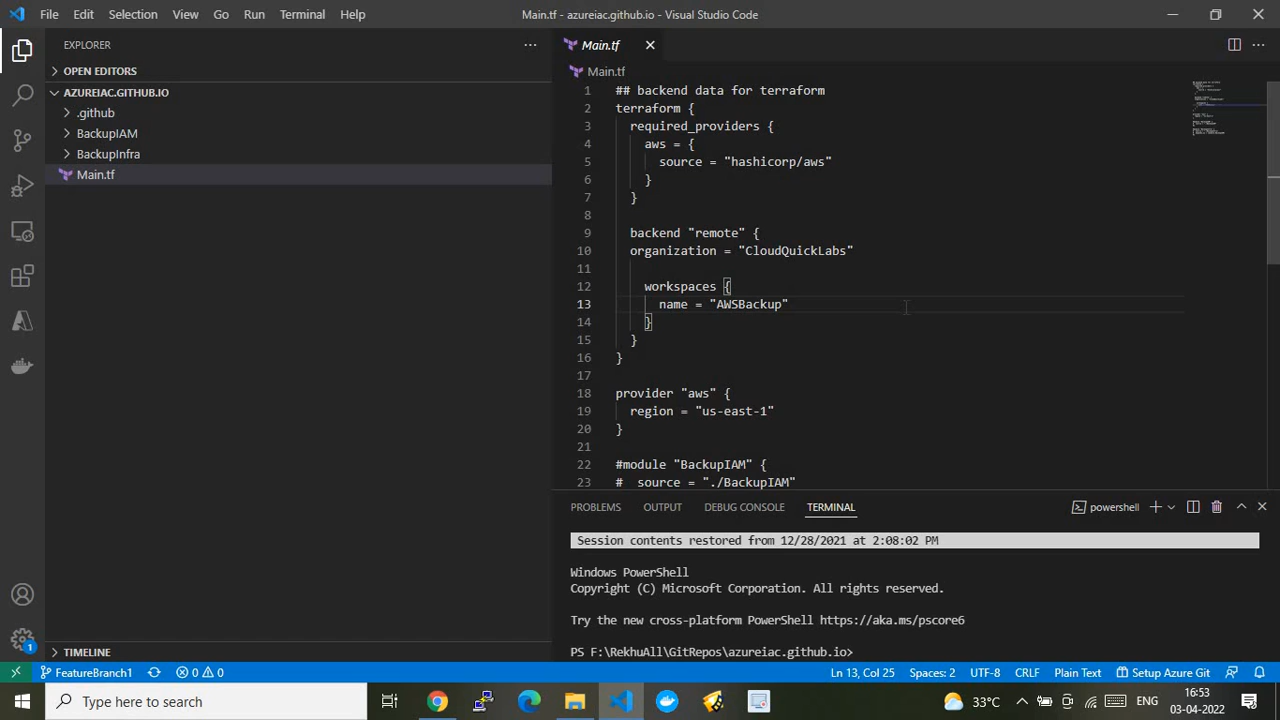 File Edit Selection View Go Run Terminal Help
Main.tf - azureiac.github.io - Visual Studio Code
EXPLORER
OPEN EDITORS
AZUREIAC.GITHUB.IO
.github
BackupIAM
BackupInfra
Main.tf
TIMELINE
Main.tf
Main.tf
1 ## backend data for terraform
2 terraform {
3 required_providers {
4 aws = {
5 source = "hashicorp/aws"
6 }
7 }
8
9 backend "remote" {
10 organization = "CloudQuickLabs"
11
12 workspaces {
13 name = "AWSBackup"
14 }
15 }
16 }
17
18 provider "aws" {
19 region = "us-east-1"
20 }
21
22 #module "BackupIAM" {
23 # source = "./BackupIAM"
PROBLEMS OUTPUT DEBUG CONSOLE TERMINAL powershell
Session contents restored from 12/28/2021 at 2:08:02 PM
Windows PowerShell
Copyright (C) Microsoft Corporation. All rights reserved.
Try the new cross-platform PowerShell https://aka.ms/pscore6
PS F:\RekhuAll\GitRepos\azureiac.github.io>
1
FeatureBranch1 0 0 Ln 13, Col 25 Spaces: 2 UTF-8 CRLF Plain Text Setup Azure Git
Type here to search
33°C ENG
16:53
03-04-2022